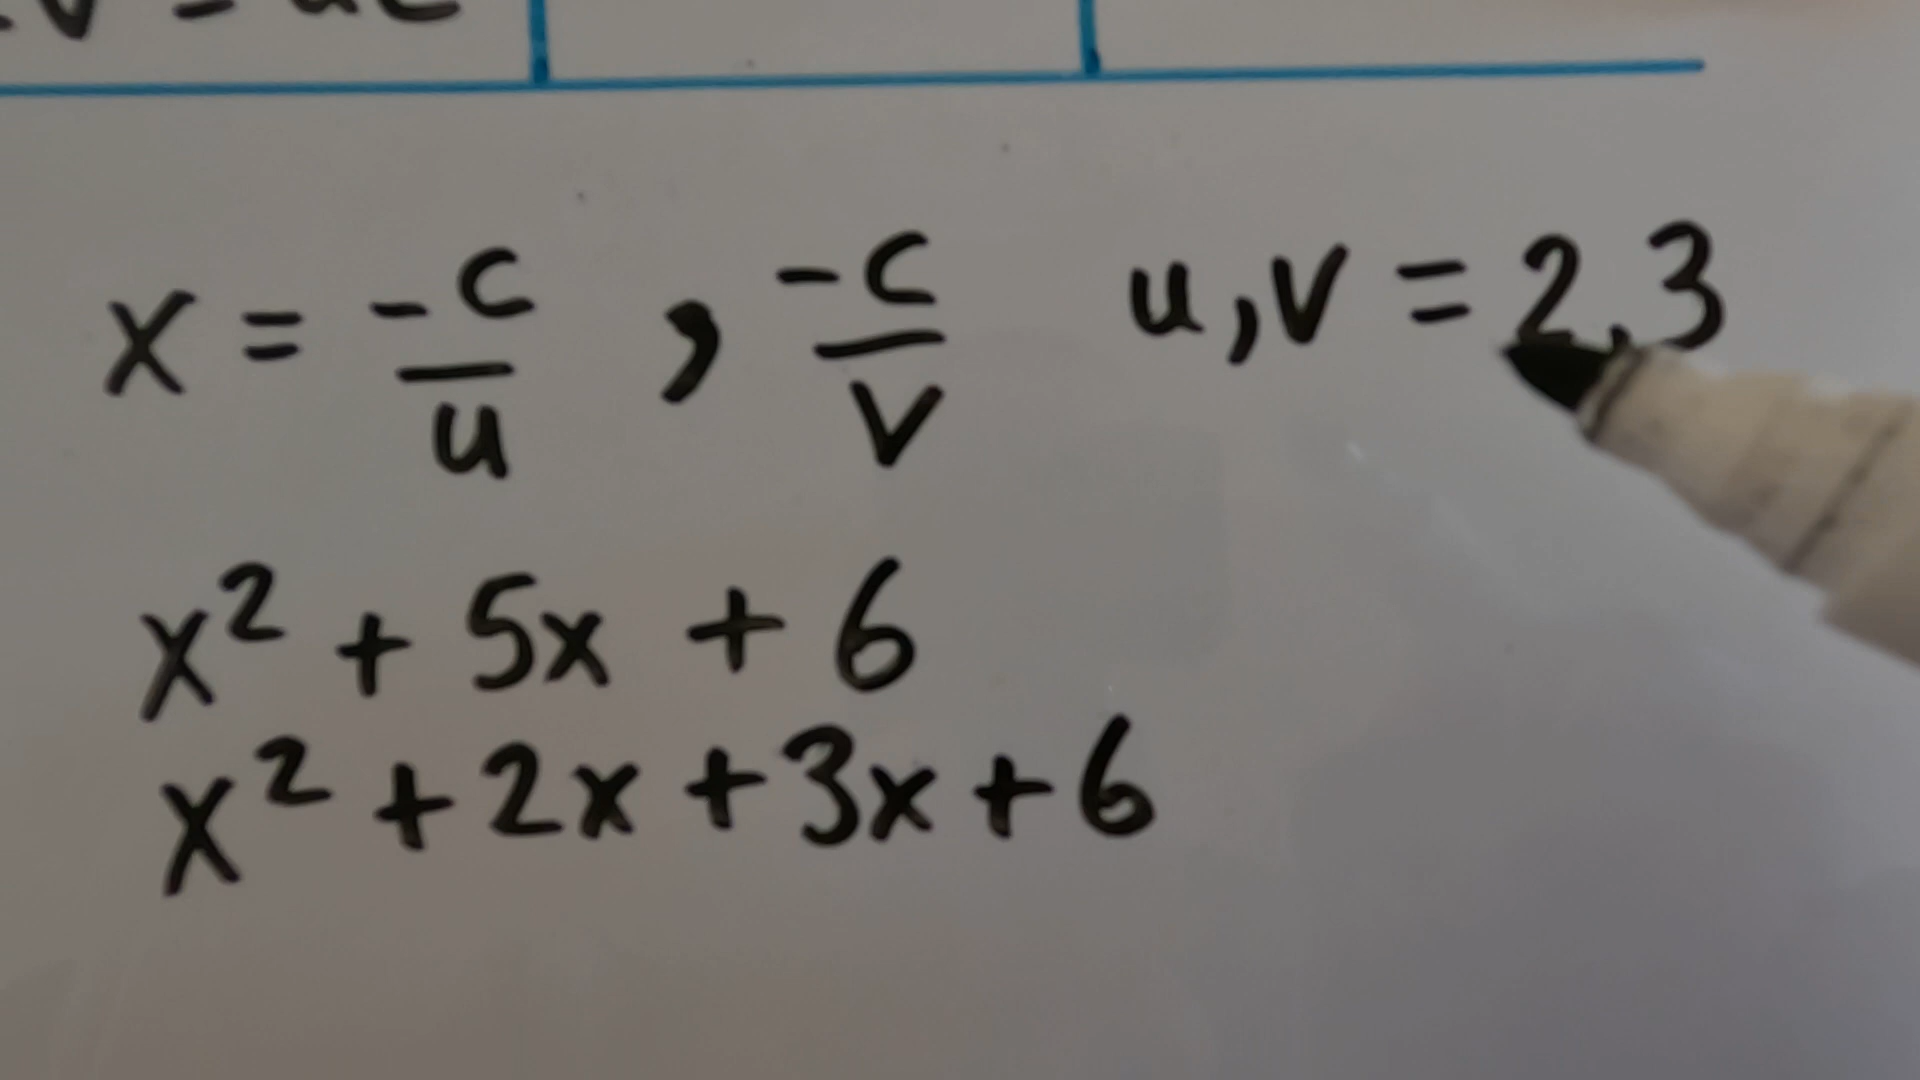 x = -c/u , -c/v u,v = 2,3
x² + 5x + 6
x² + 2x + 3x + 6